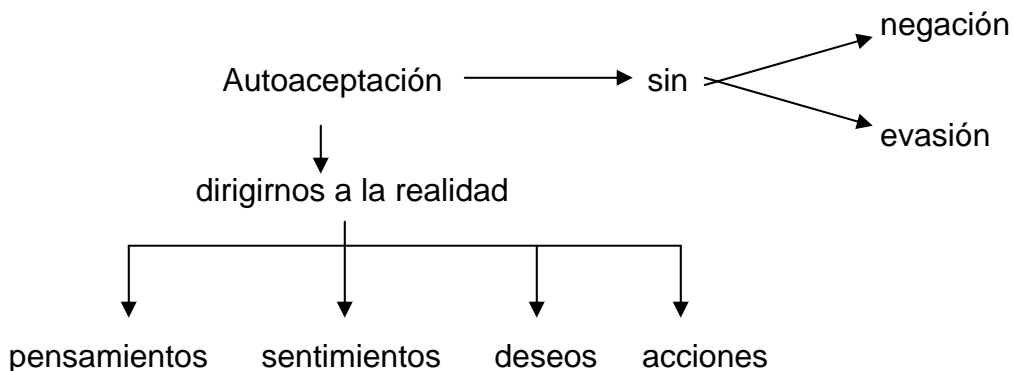 negación
Autoaceptación sin
evasión
dirigirnos a la realidad
pensamientos sentimientos deseos acciones